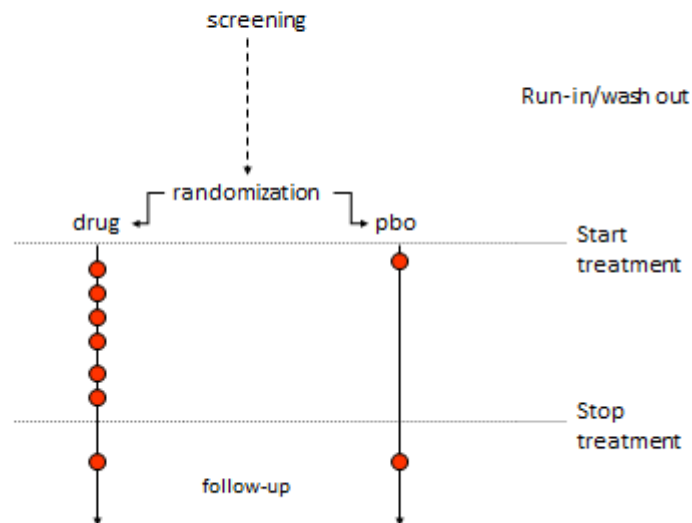 screening
Run-in/wash out
randomization
drug
pbo
Start
treatment
Stop
treatment
follow-up